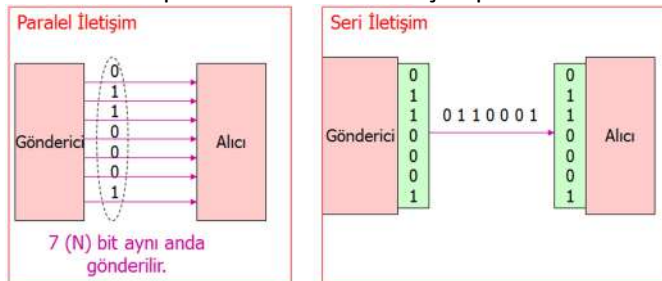 Paralel İletişim
Gönderici
0
1
1
0
0
0
1
Alıcı
7 (N) bit aynı anda
gönderilir.
Seri İletişim
Gönderici
0
1
1
0
0
0
1
0 1 1 0 0 0 1
0
1
1
0
0
0
1
Alıcı